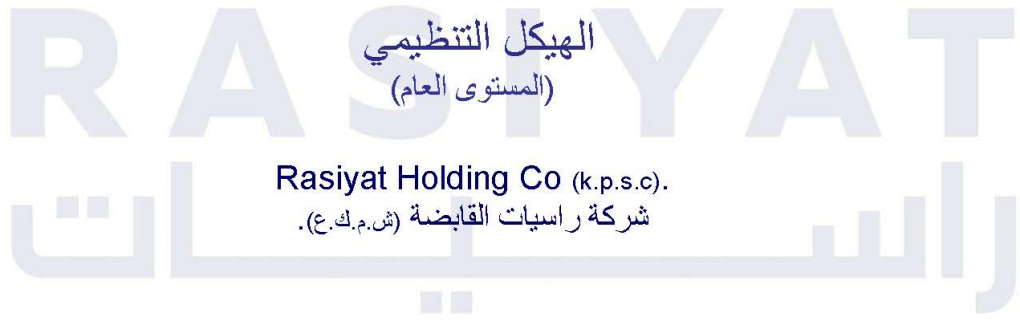 RASIYAT
الهيكل التنظيمي
(المستوى العام)
Rasiyat Holding Co (k.p.s.c).
شركة راسيات القابضة (ش.م.ك.ع).
راسيات